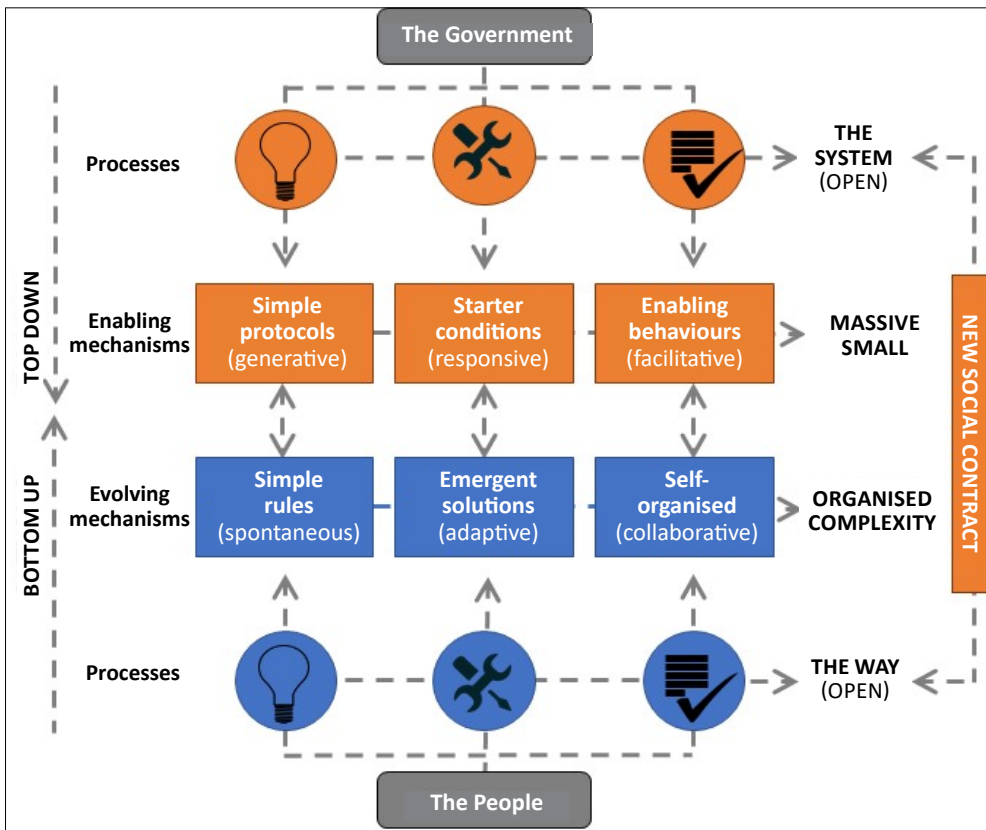 The Government
Processes
THE
SYSTEM
(OPEN)
TOP DOWN
Enabling
mechanisms
Simple
protocols
(generative)
Starter
conditions
(responsive)
Enabling
behaviours
(facilitative)
MASSIVE
SMALL
NEW SOCIAL CONTRACT
BOTTOM UP
Evolving
mechanisms
Simple
rules
(spontaneous)
Emergent
solutions
(adaptive)
Self-
organised
(collaborative)
ORGANISED
COMPLEXITY
Processes
THE WAY
(OPEN)
The People